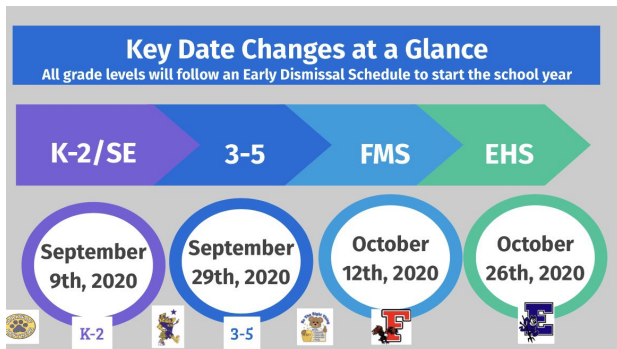 Key Date Changes at a Glance
All grade levels will follow an Early Dismissal Schedule to start the school year
K-2/SE
3-5
FMS
EHS
September
9th, 2020
September
29th, 2020
October
12th, 2020
October
26th, 2020
K-2
3-5
F
E